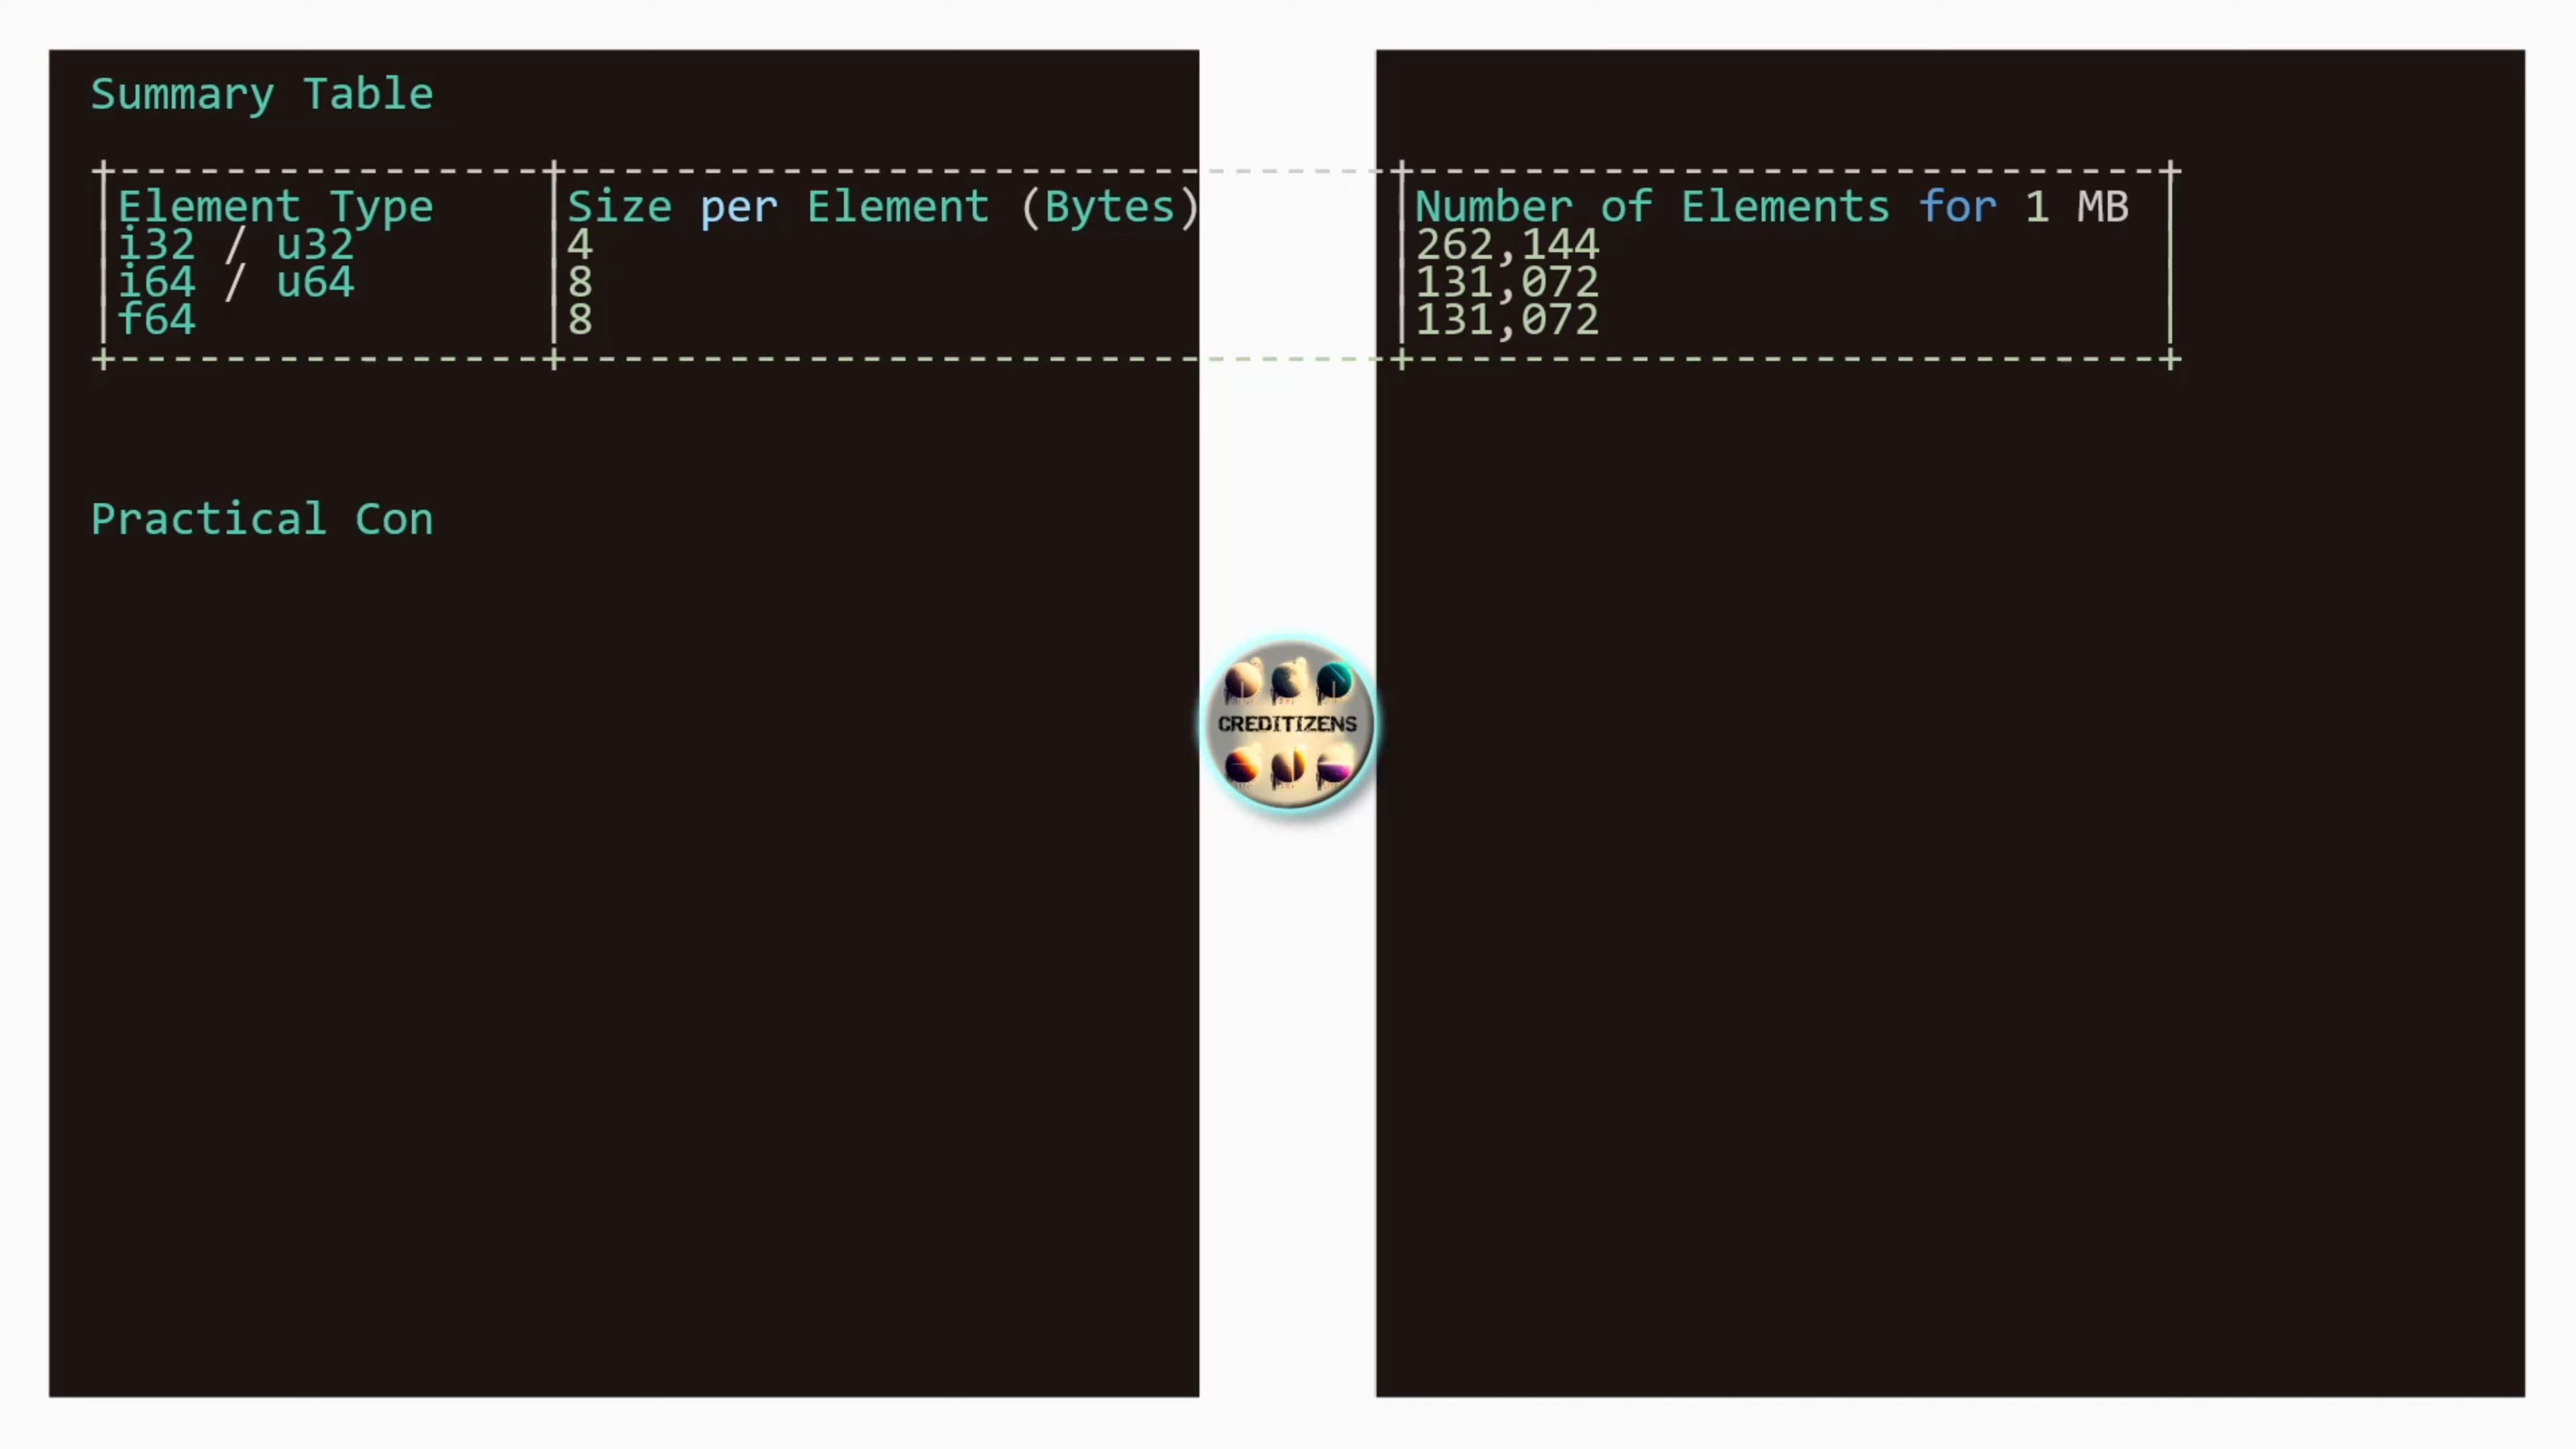 Summary Table
+-----------------+--------------------------------+----------------------------+
|Element Type |Size per Element (Bytes) |Number of Elements for 1 MB |
|i32 / u32 |4 |262,144 |
|i64 / u64 |8 |131,072 |
|f64 |8 |131,072 |
+-----------------+--------------------------------+----------------------------+
Practical Con
CREDITIZENS